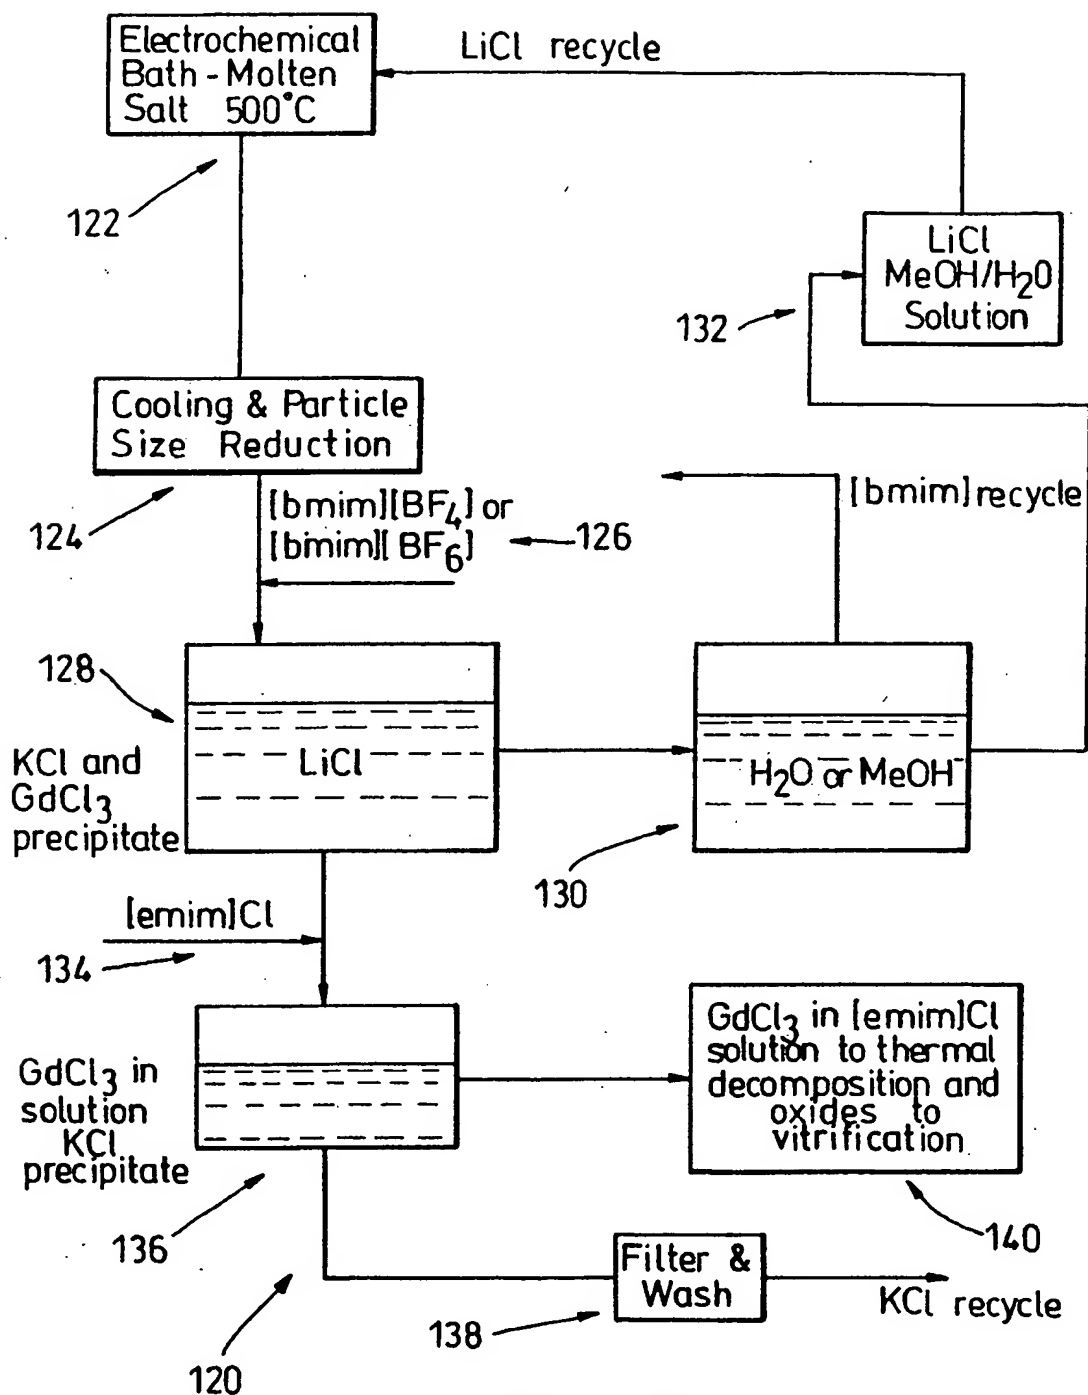 Electrochemical
Bath-Molten
Salt 500°C
LiCl recycle
122
LiCl
MeOH/H2O
Solution
132
Cooling & Particle
Size Reduction
124
[bmim][BF4] or
[bmim][BF6]
126
[bmim] recycle
128
KCl and
GdCl3
precipitate
LiCl
H2O or MeOH
130
[emim]Cl
134
GdCl3 in
solution
KCl
precipitate
136
GdCl3 in [emim]Cl
solution to thermal
decomposition and
oxides to
vitrification
140
Filter &
Wash
138
KCl recycle
120